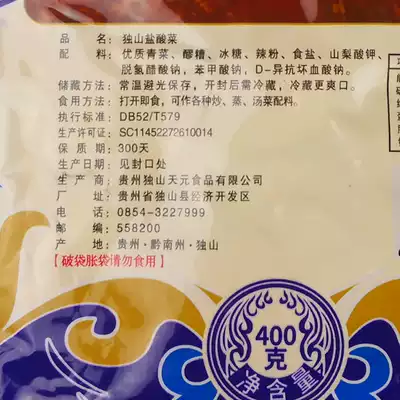 品名：独山盐酸菜
配料：优质青菜、醪糟、冰糖、辣粉、食盐、山梨酸钾、
脱氢醋酸钠，苯甲酸钠，D-异抗坏血酸钠。
储藏方法：常温避光保存，开封后需冷藏，冷藏更爽口。
食用方法：打开即食，可作各种炒、蒸、汤菜配料。
执行标准：DB52/T579
生产许可证：SC11452272610014
保质期：300天
生产日期：见封口处
生产商：贵州独山天元食品有限公司
厂址：贵州省独山县经济开发区
电话：0854-3227999
邮编：558200
产地：贵州·黔南州·独山
【破袋胀袋请勿食用】
400
克
净含量